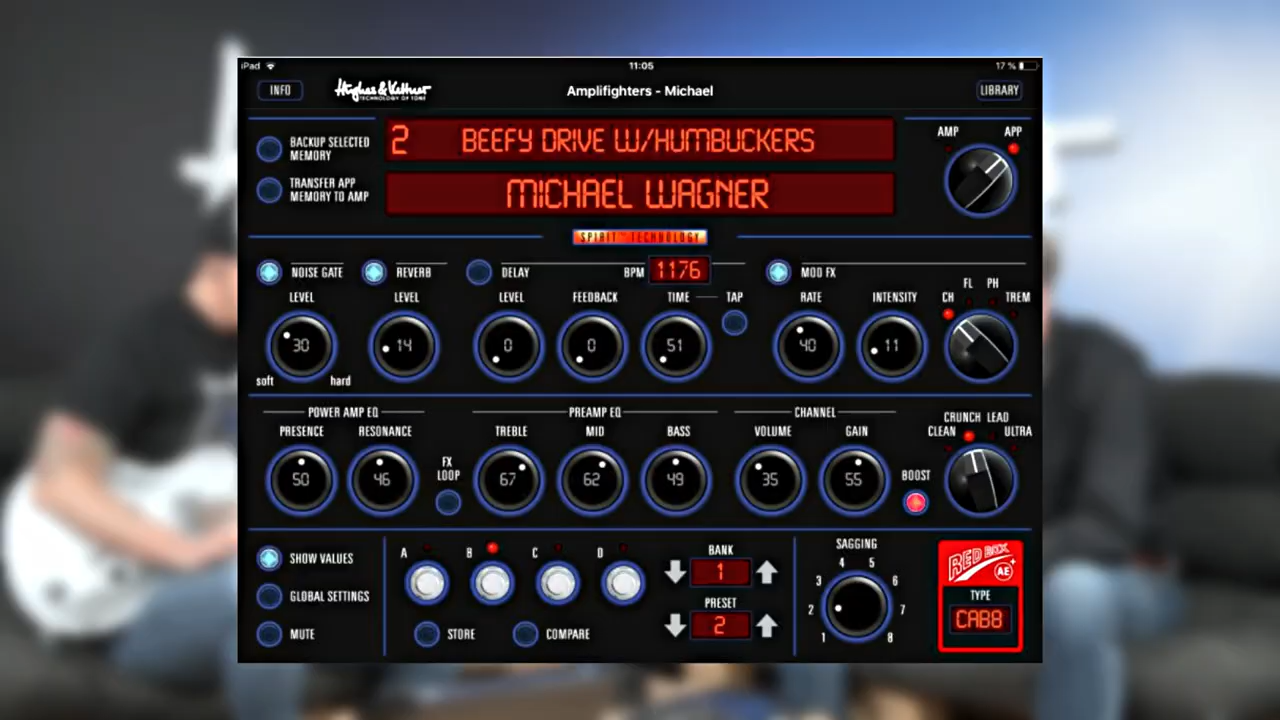 iPad 11:05 17 %
INFO Hughes & Kettner TECHNOLOGY OF TONE Amplifighters - Michael LIBRARY
BACKUP SELECTED MEMORY
2 BEEFY DRIVE W/HUMBUCKERS
AMP APP
TRANSFER APP MEMORY TO AMP
MICHAEL WAGNER
SPIRIT TECHNOLOGY
NOISE GATE REVERB DELAY BPM 1176 MOD FX
LEVEL LEVEL LEVEL FEEDBACK TIME TAP RATE INTENSITY CH FL PH TREM
30 14 0 0 51 40 11
soft hard
POWER AMP EQ PREAMP EQ CHANNEL
PRESENCE RESONANCE TREBLE MID BASS VOLUME GAIN CLEAN CRUNCH LEAD ULTRA
FX LOOP BOOST
50 46 67 62 49 35 55
SHOW VALUES
GLOBAL SETTINGS
MUTE
A B C D
STORE COMPARE
BANK
1
PRESET
2
SAGGING
1 2 3 4 5 6 7 8
RED BOX AE+
TYPE
CAB8